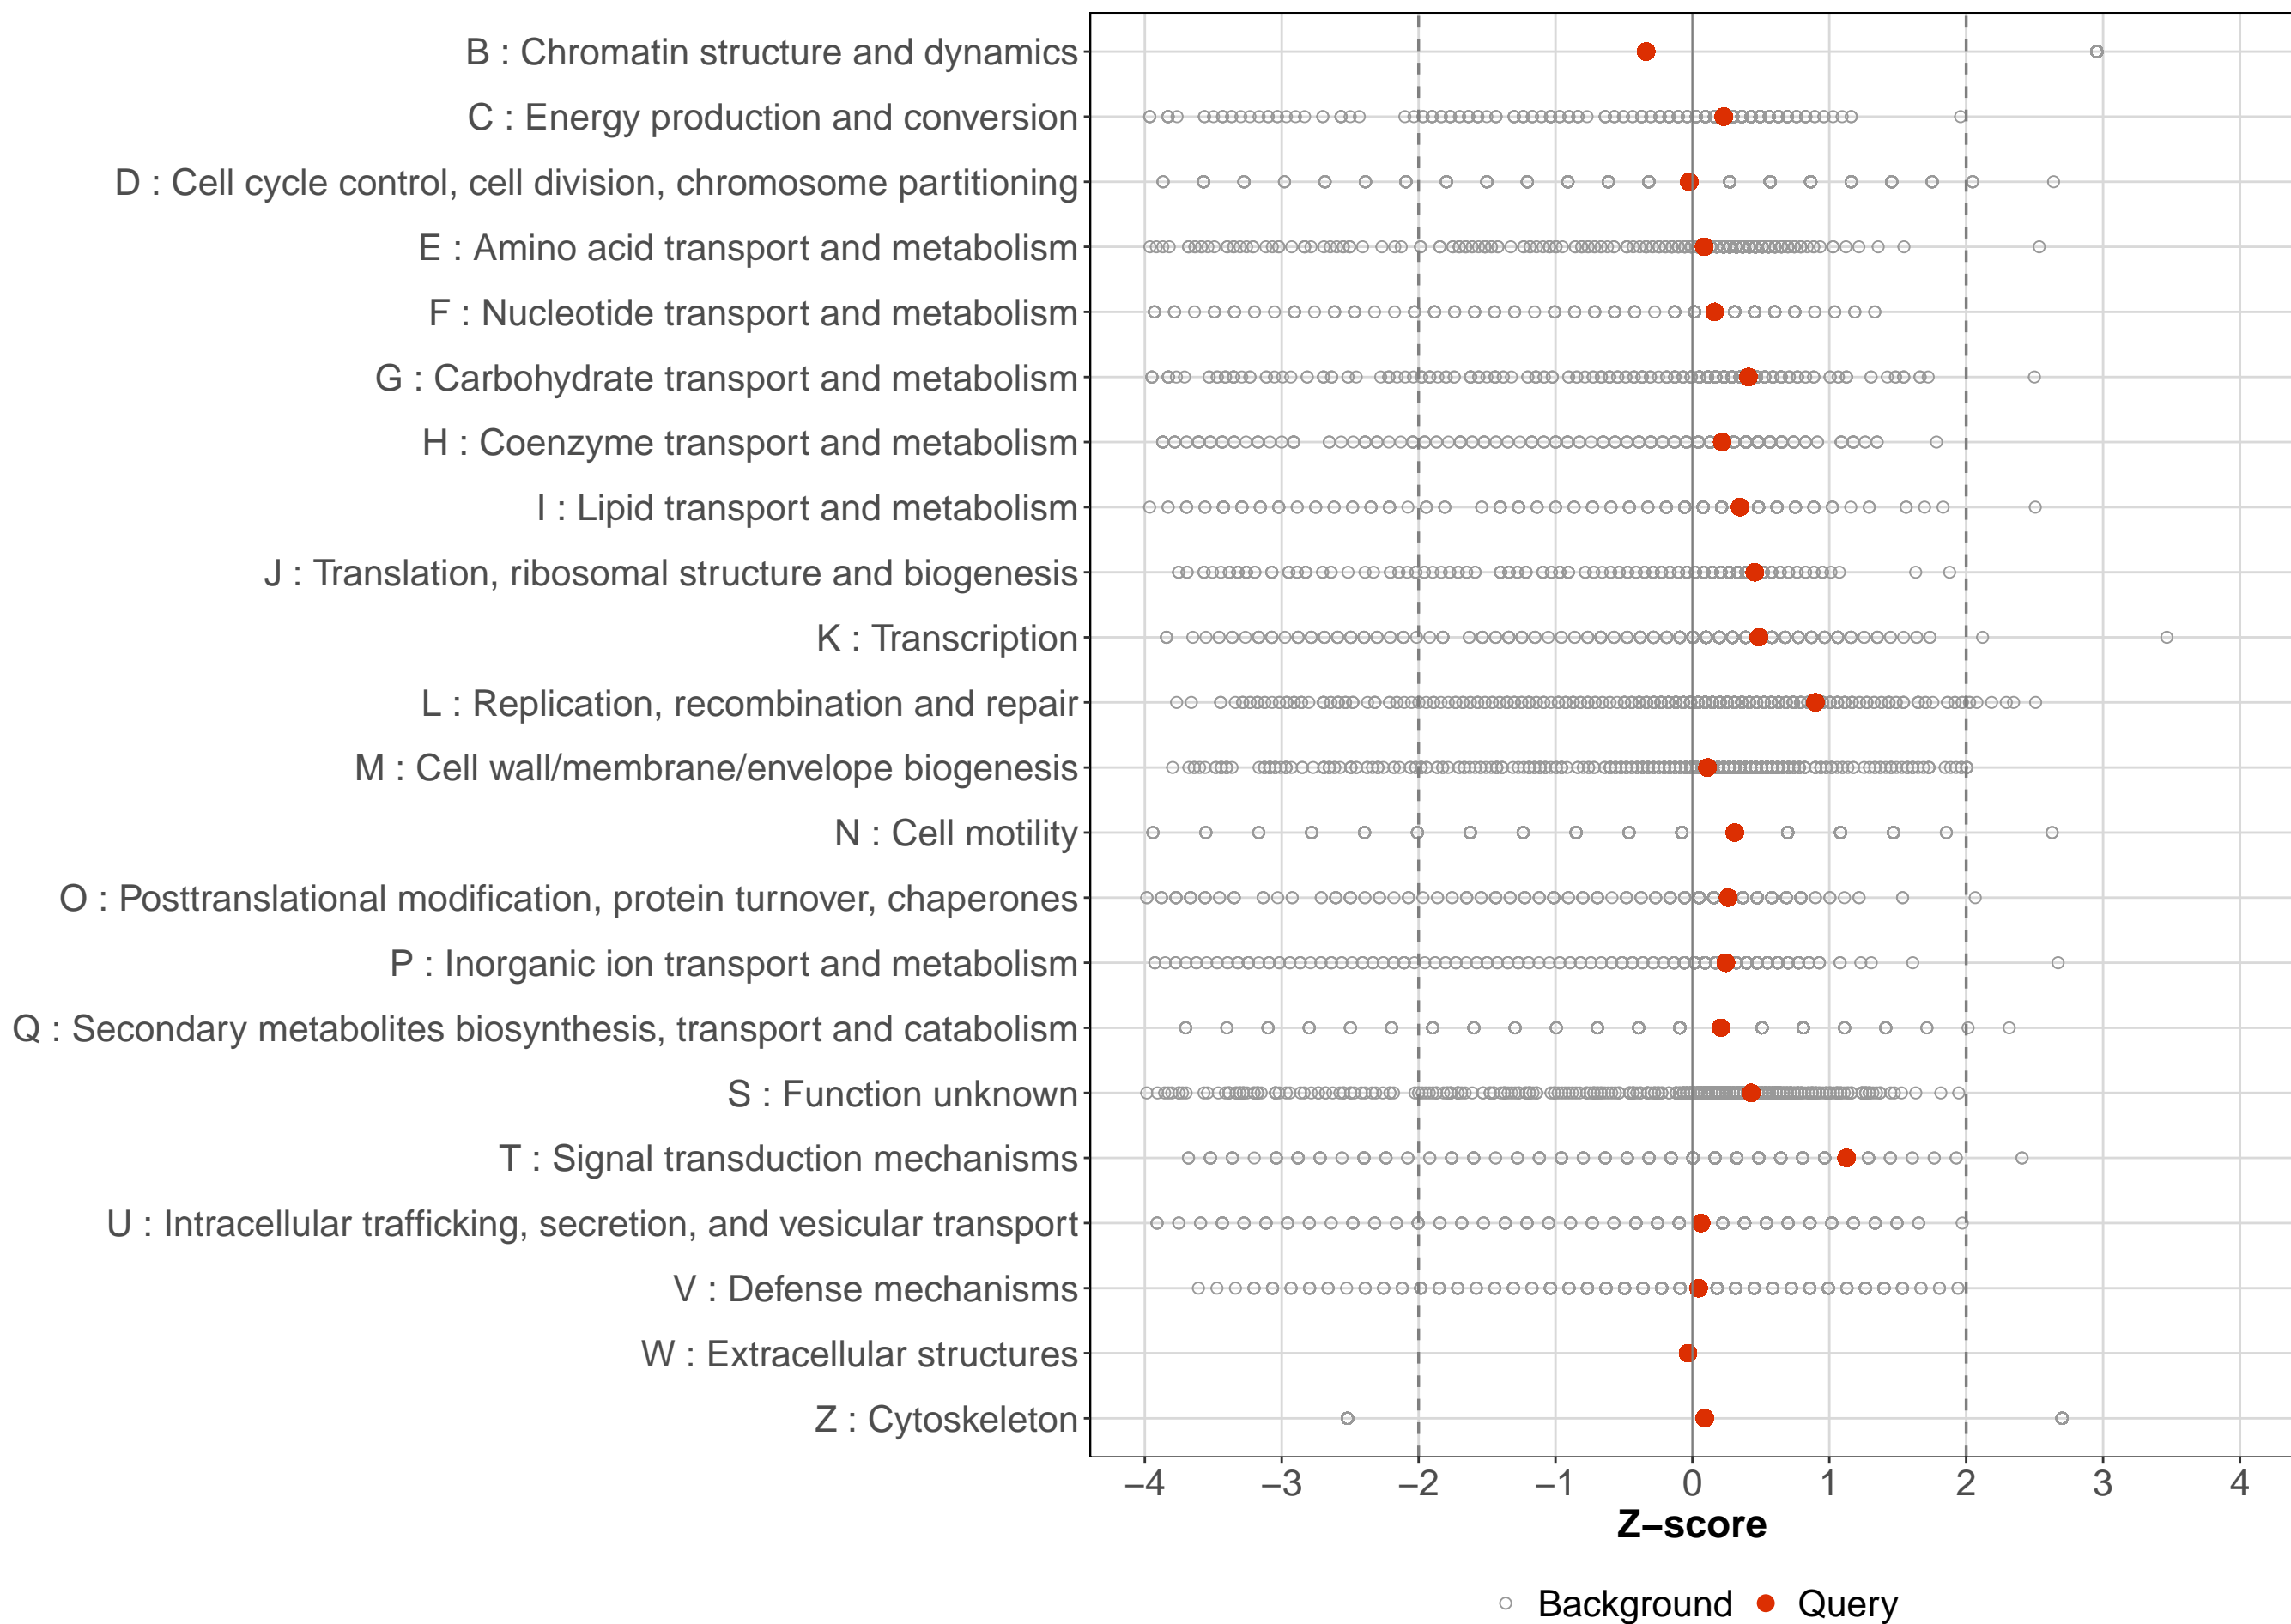 B : Chromatin structure and dynamics
C : Energy production and conversion
D : Cell cycle control, cell division, chromosome partitioning
E : Amino acid transport and metabolism
F : Nucleotide transport and metabolism
G : Carbohydrate transport and metabolism
H : Coenzyme transport and metabolism
I : Lipid transport and metabolism
J : Translation, ribosomal structure and biogenesis
K : Transcription
L : Replication, recombination and repair
M : Cell wall/membrane/envelope biogenesis
N : Cell motility
O : Posttranslational modification, protein turnover, chaperones
P : Inorganic ion transport and metabolism
Q : Secondary metabolites biosynthesis, transport and catabolism
S : Function unknown
T : Signal transduction mechanisms
U : Intracellular trafficking, secretion, and vesicular transport
V : Defense mechanisms
W : Extracellular structures
Z : Cytoskeleton
−4 −3 −2 −1 0 1 2 3 4
Z−score
Background Query